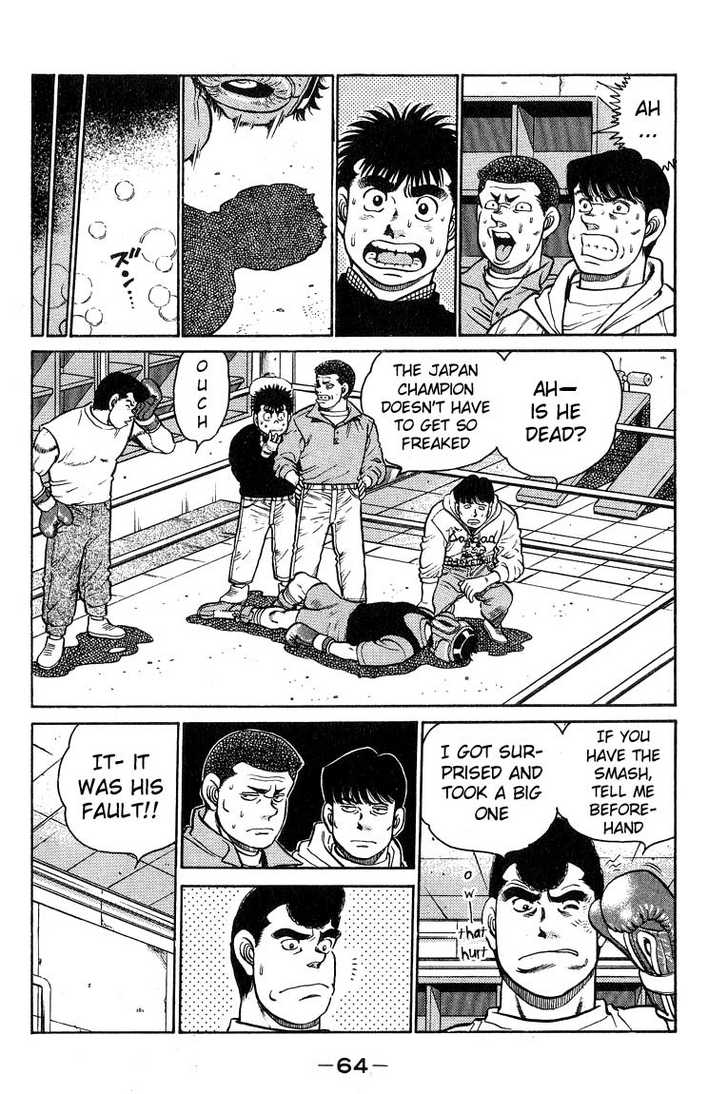 AH
...
ズン...
AH—
IS HE
DEAD?
THE JAPAN
CHAMPION
DOESN'T HAVE
TO GET SO
FREAKED
O
U
C
H
IF YOU
HAVE THE
SMASH,
TELL ME
BEFORE-
HAND
I GOT SUR-
PRISED AND
TOOK A BIG
ONE
o
w
that
hurt
IT- IT
WAS HIS
FAULT!!
—64—